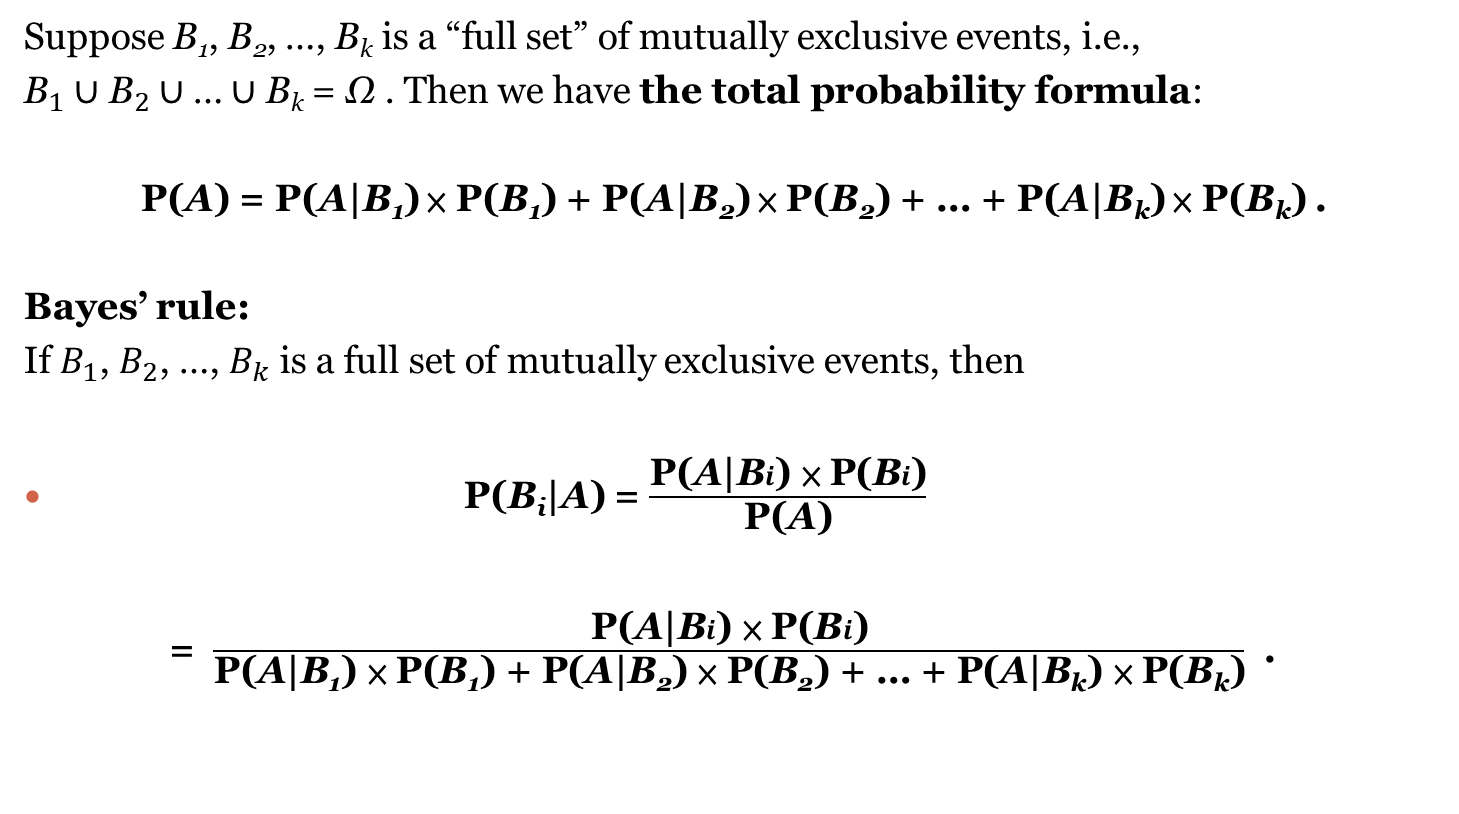 Suppose B₁, B₂, ..., Bₖ is a “full set” of mutually exclusive events, i.e.,
B₁ ∪ B₂ ∪ ... ∪ Bₖ = Ω . Then we have the total probability formula:
P(A) = P(A|B₁) × P(B₁) + P(A|B₂) × P(B₂) + ... + P(A|Bₖ) × P(Bₖ) .
Bayes’ rule:
If B₁, B₂, ..., Bₖ is a full set of mutually exclusive events, then
• P(Bᵢ|A) = P(A|Bi) × P(Bi)
P(A)
= P(A|Bi) × P(Bi)
P(A|B₁) × P(B₁) + P(A|B₂) × P(B₂) + ... + P(A|Bₖ) × P(Bₖ) .